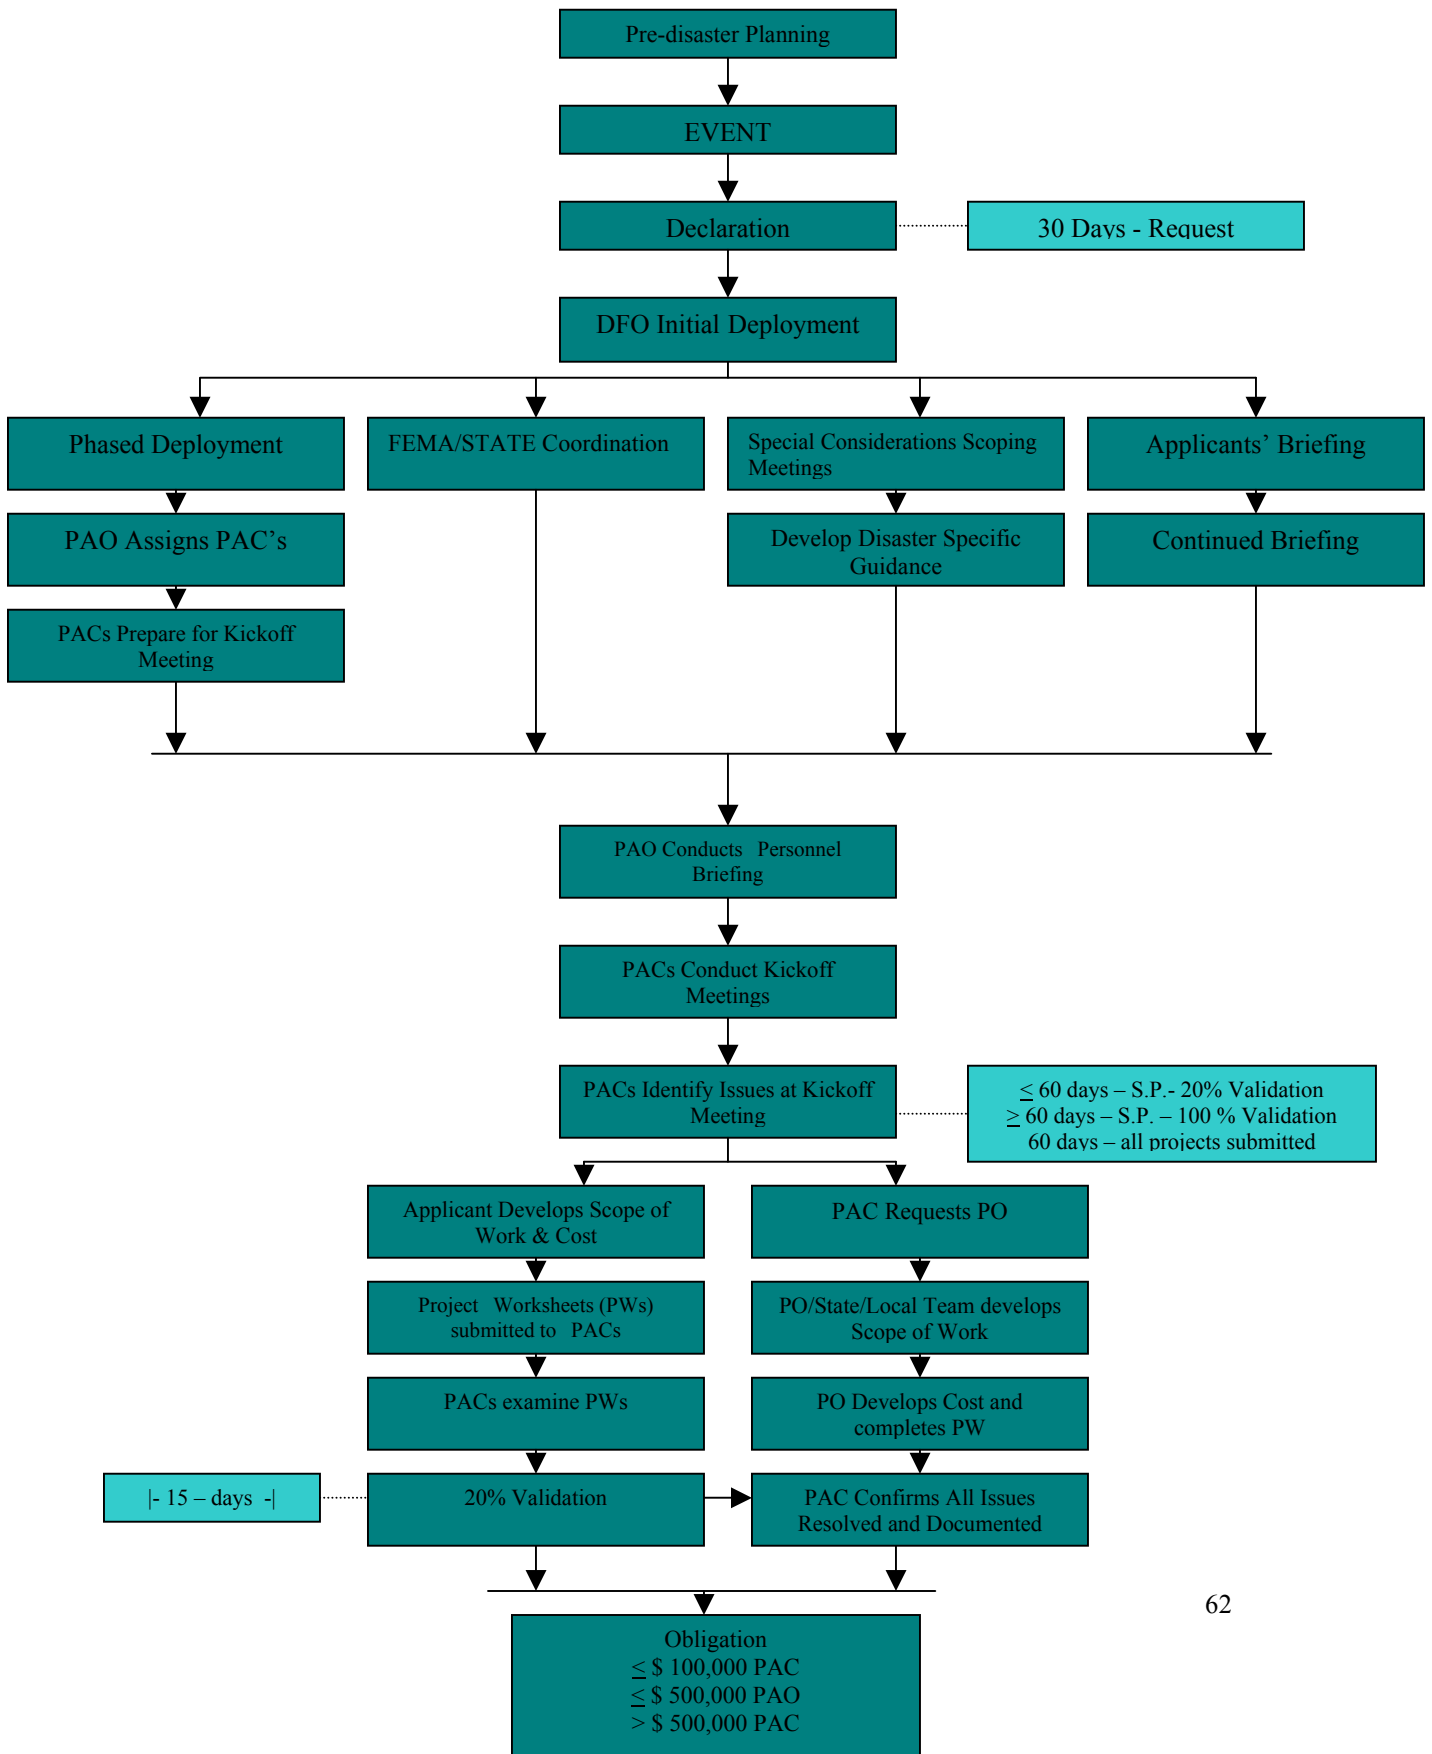 Pre-disaster Planning
EVENT
Declaration
30 Days - Request
DFO Initial Deployment
Phased Deployment
FEMA/STATE Coordination
Special Considerations Scoping
Meetings
Applicants’ Briefing
PAO Assigns PAC’s
Develop Disaster Specific
Guidance
Continued Briefing
PACs Prepare for Kickoff
Meeting
PAO Conducts Personnel
Briefing
PACs Conduct Kickoff
Meetings
PACs Identify Issues at Kickoff
Meeting
≤ 60 days – S.P.- 20% Validation
≥ 60 days – S.P. – 100 % Validation
60 days – all projects submitted
Applicant Develops Scope of
Work & Cost
PAC Requests PO
Project Worksheets (PWs)
submitted to PACs
PO/State/Local Team develops
Scope of Work
PACs examine PWs
PO Develops Cost and
completes PW
|- 15 – days -|
20% Validation
PAC Confirms All Issues
Resolved and Documented
62
Obligation
≤ $ 100,000 PAC
≤ $ 500,000 PAO
> $ 500,000 PAC